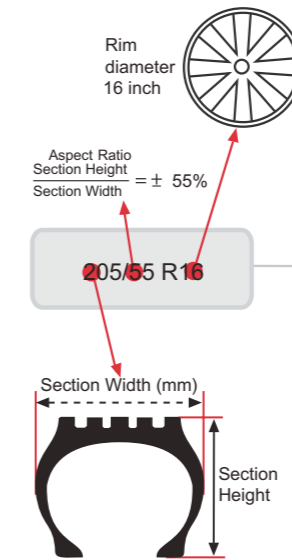 Rim
diameter
16 inch
Aspect Ratio
Section Height
Section Width
= ± 55%
205/55 R16
Section Width (mm)
Section
Height